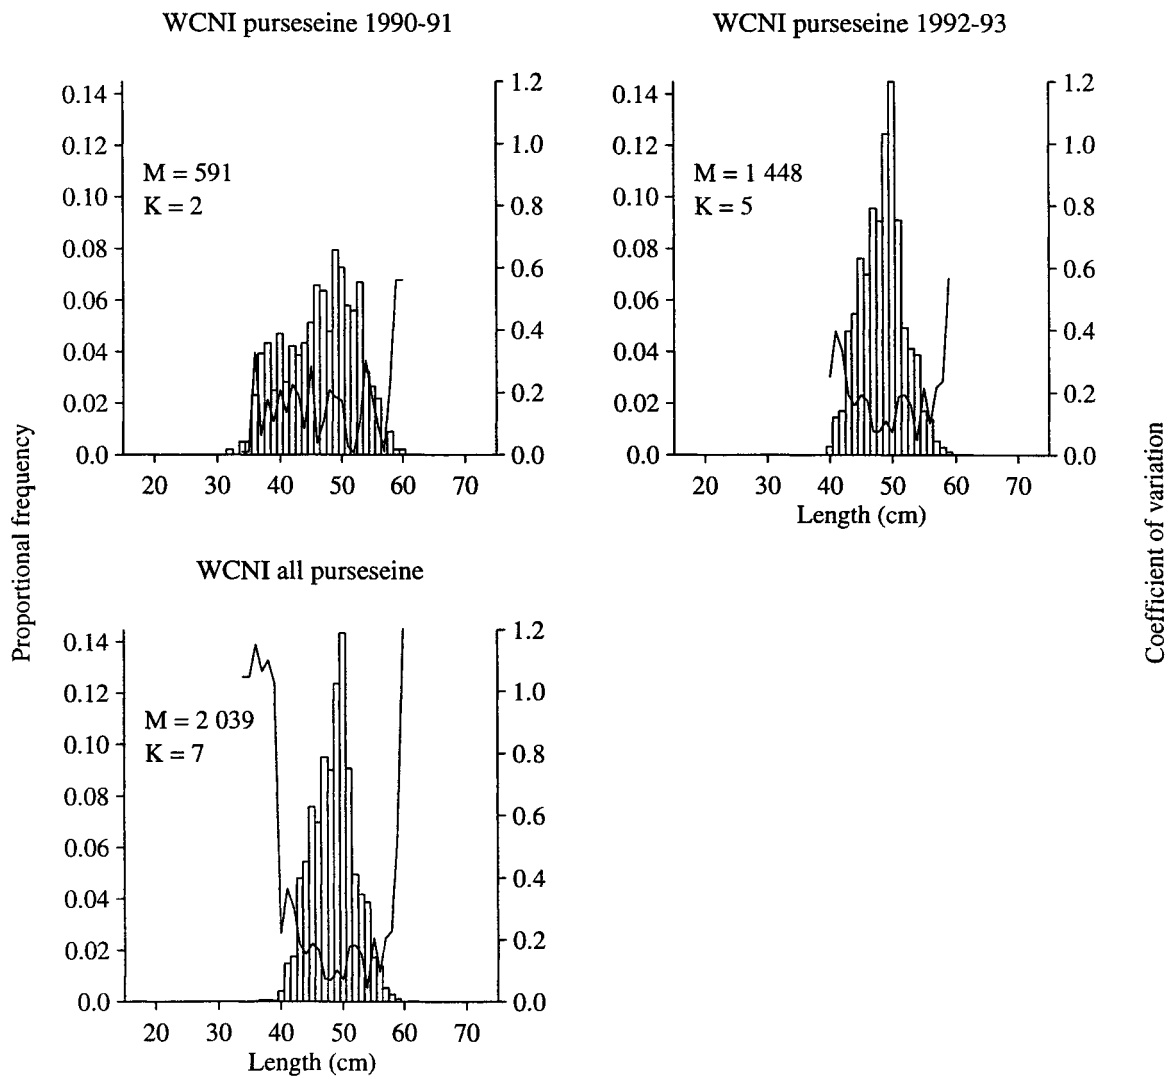 WCNI purseseine 1990-91
0.14
0.12
0.10
0.08
0.06
0.04
0.02
0.0
M = 591
K = 2
1.2
1.0
0.8
0.6
0.4
0.2
0.0
20 30 40 50 60 70
WCNI purseseine 1992-93
0.14
0.12
0.10
0.08
0.06
0.04
0.02
0.0
M = 1 448
K = 5
1.2
1.0
0.8
0.6
0.4
0.2
0.0
20 30 40 50 60 70
Length (cm)
Proportional frequency
Coefficient of variation
WCNI all purseseine
0.14
0.12
0.10
0.08
0.06
0.04
0.02
0.0
M = 2 039
K = 7
1.2
1.0
0.8
0.6
0.4
0.2
0.0
20 30 40 50 60 70
Length (cm)